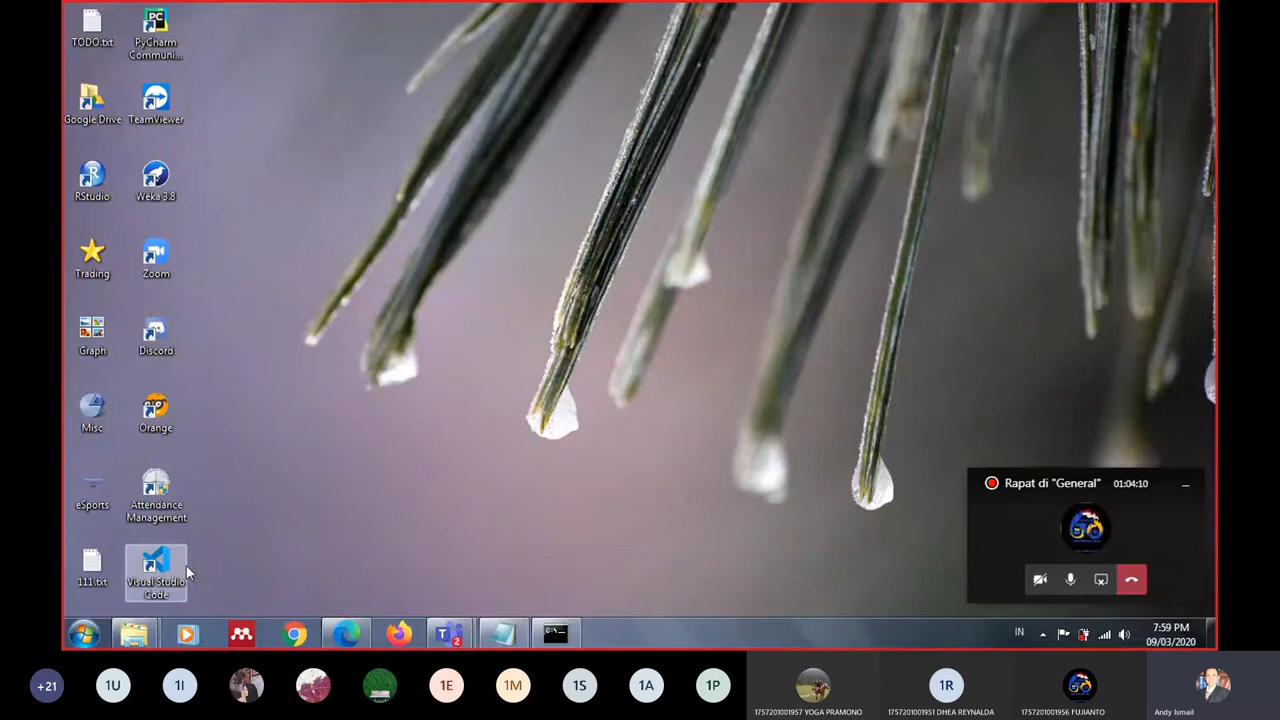 TODO.txt
PyCharm
Communi...
Google Drive
TeamViewer
RStudio
Weka 3.8
Trading
Zoom
Graph
Discord
Misc
Orange
eSports
Attendance
Management
111.txt
Visual Studio
Code
Rapat di "General" 01:04:10
IN
7:59 PM
09/03/2020
+21
1U
1I
1E
1M
1S
1A
1P
1R
1757201001957 YOGA PRAMONO
1757201001951 DHEA REYNALDA
1757201001956 FUJIANTO
Andy Ismail